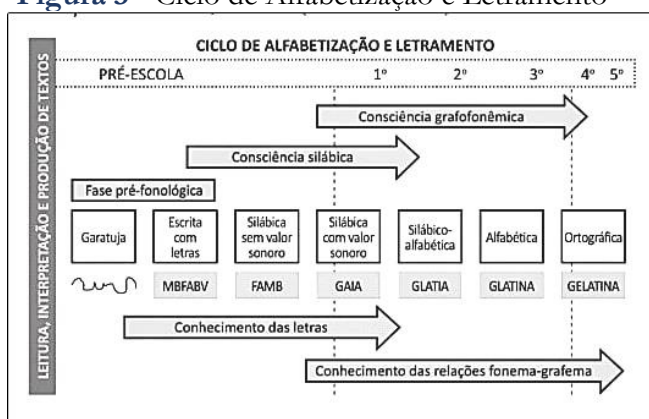 Figura 3 - Ciclo de Alfabetização e Letramento
CICLO DE ALFABETIZAÇÃO E LETRAMENTO
PRÉ-ESCOLA 1º 2º 3º 4º 5º
Consciência grafofonêmica
Consciência silábica
Fase pré-fonológica
Garatuja
Escrita com letras
Silábica sem valor sonoro
Silábica com valor sonoro
Silábico-alfabética
Alfabética
Ortográfica
MBFABV FAMB GAIA GLATIA GLATINA GELATINA
Conhecimento das letras
Conhecimento das relações fonema-grafema
LEITURA, INTERPRETAÇÃO E PRODUÇÃO DE TEXTOS